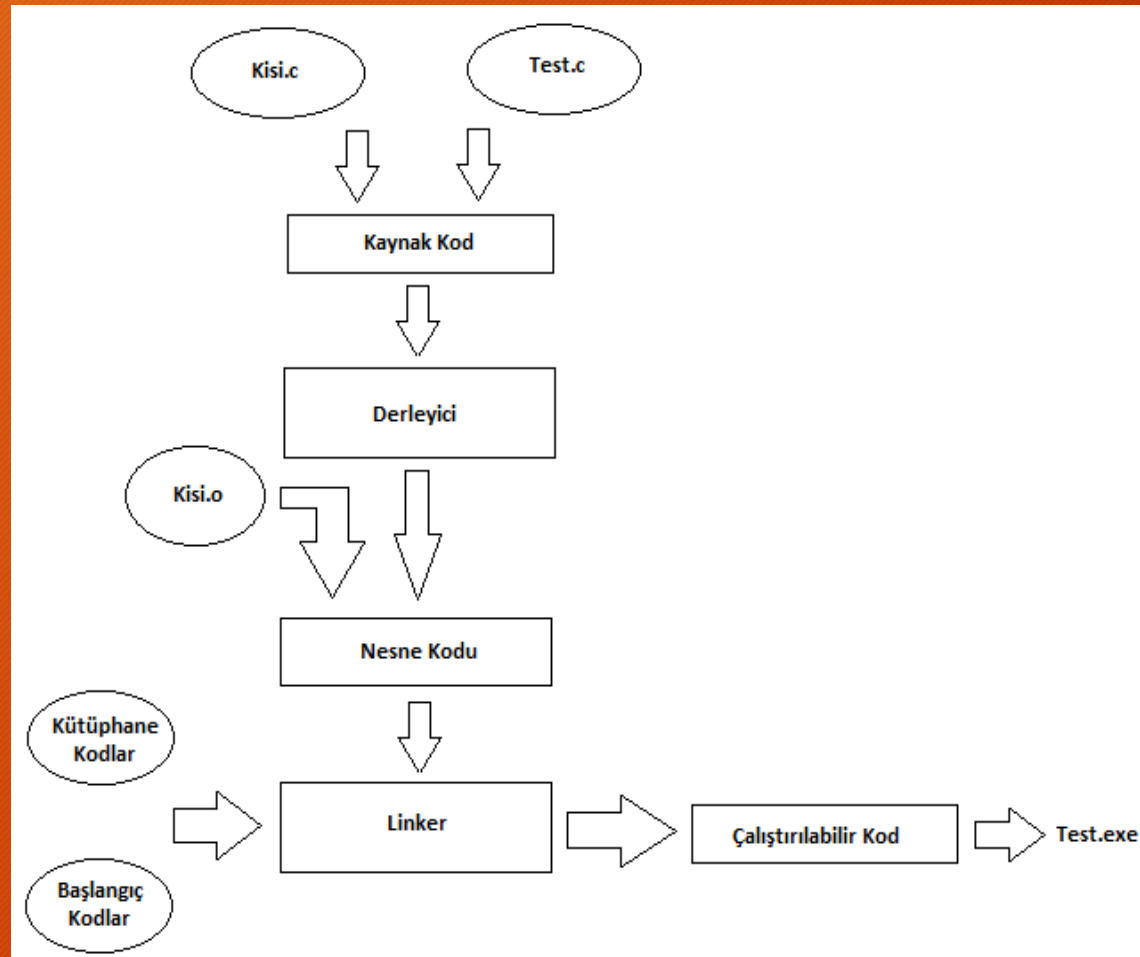 Kisi.c
Test.c
Kaynak Kod
Derleyici
Kisi.o
Nesne Kodu
Kütüphane
Kodlar
Linker
Çalıştırılabilir Kod
Test.exe
Başlangıç
Kodlar